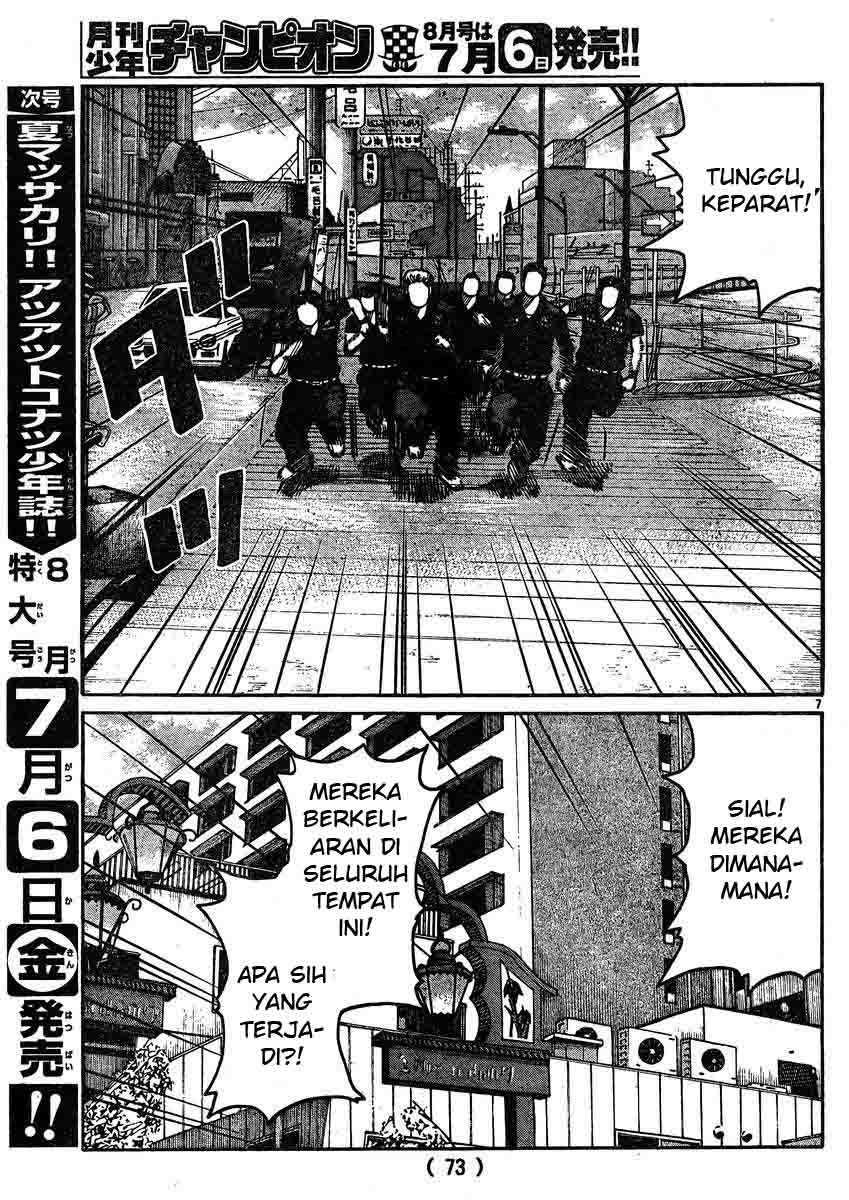 月刊
少年
チャンピオン
8月号は
7月6日発売!!
TUNGGU,
KEPARAT!
ダッ
ダッ
7
SIAL!
MEREKA
DIMANA-
MANA!
MEREKA
BERKELI-
ARAN DI
SELURUH
TEMPAT
INI!
APA SIH
YANG
TERJA-
DI?!
次号
夏マッサカリ!!アツアツトコナツ少年誌!!
8月
特大号
7月6日金発売!!
( 73 )